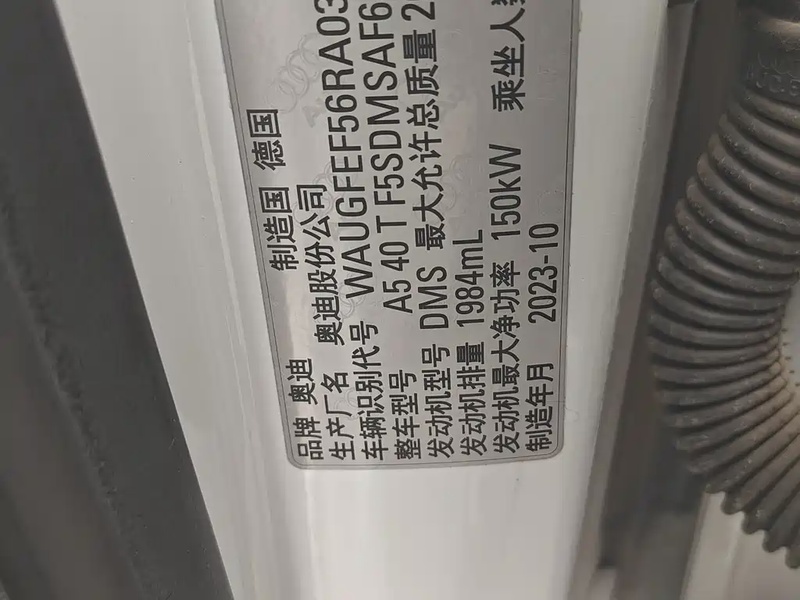 品牌 奥迪 制造国 德国
生产厂名 奥迪股份公司
车辆识别代号 WAUGFEF56RA03
整车型号 A5 40 T F5SDMSAF6
发动机型号 DMS 最大允许总质量 2
发动机排量 1984mL
发动机最大净功率 150kW 乘坐人数
制造年月 2023-10